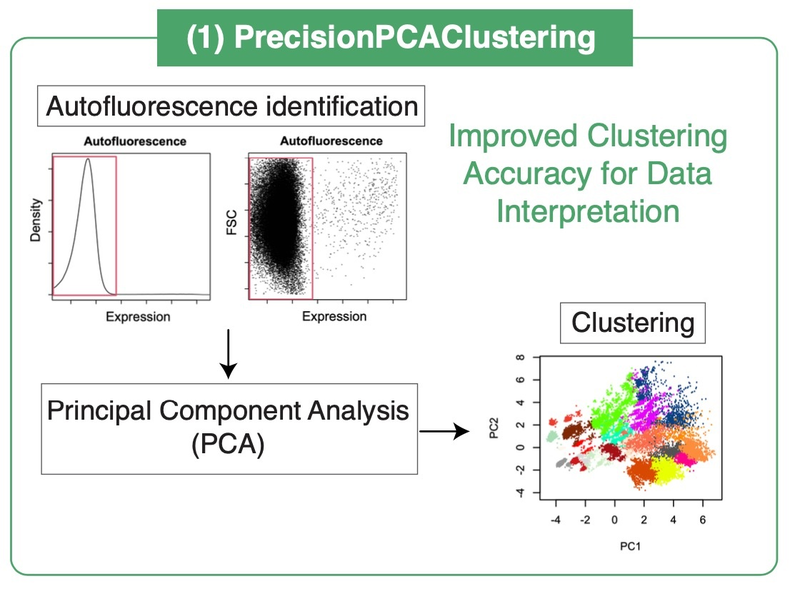 (1) PrecisionPCAClustering
Autofluorescence identification
Autofluorescence
Density
Expression
Autofluorescence
FSC
Expression
Improved Clustering
Accuracy for Data
Interpretation
Principal Component Analysis
(PCA)
Clustering
PC2
8
6
4
2
0
-2
-4
-4 -2 0 2 4 6
PC1